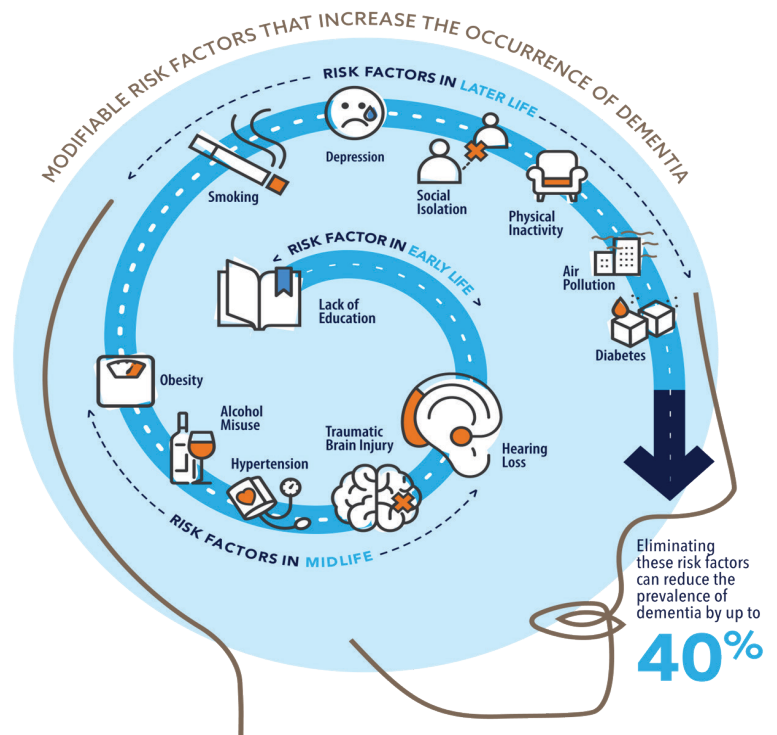 MODIFIABLE RISK FACTORS THAT INCREASE THE OCCURRENCE OF DEMENTIA
RISK FACTORS IN LATER LIFE
Depression
Smoking
Social
Isolation
Physical
Inactivity
Air
Pollution
Diabetes
RISK FACTOR IN EARLY LIFE
Lack of
Education
Obesity
Alcohol
Misuse
Hypertension
Traumatic
Brain Injury
Hearing
Loss
RISK FACTORS IN MIDLIFE
Eliminating
these risk factors
can reduce the
prevalence of
dementia by up to
40%